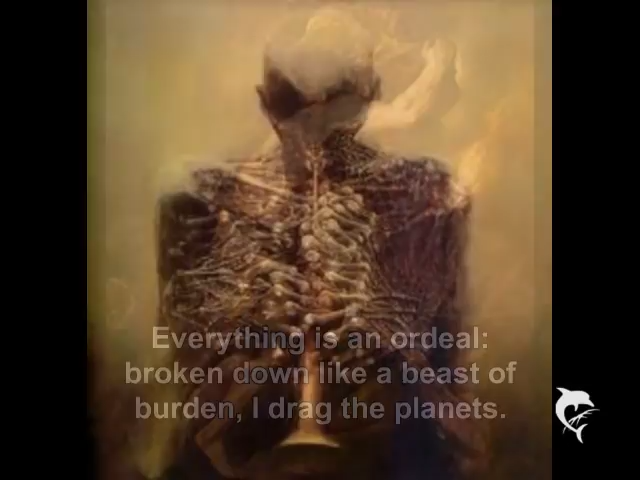 Everything is an ordeal:
broken down like a beast of
burden, I drag the planets.